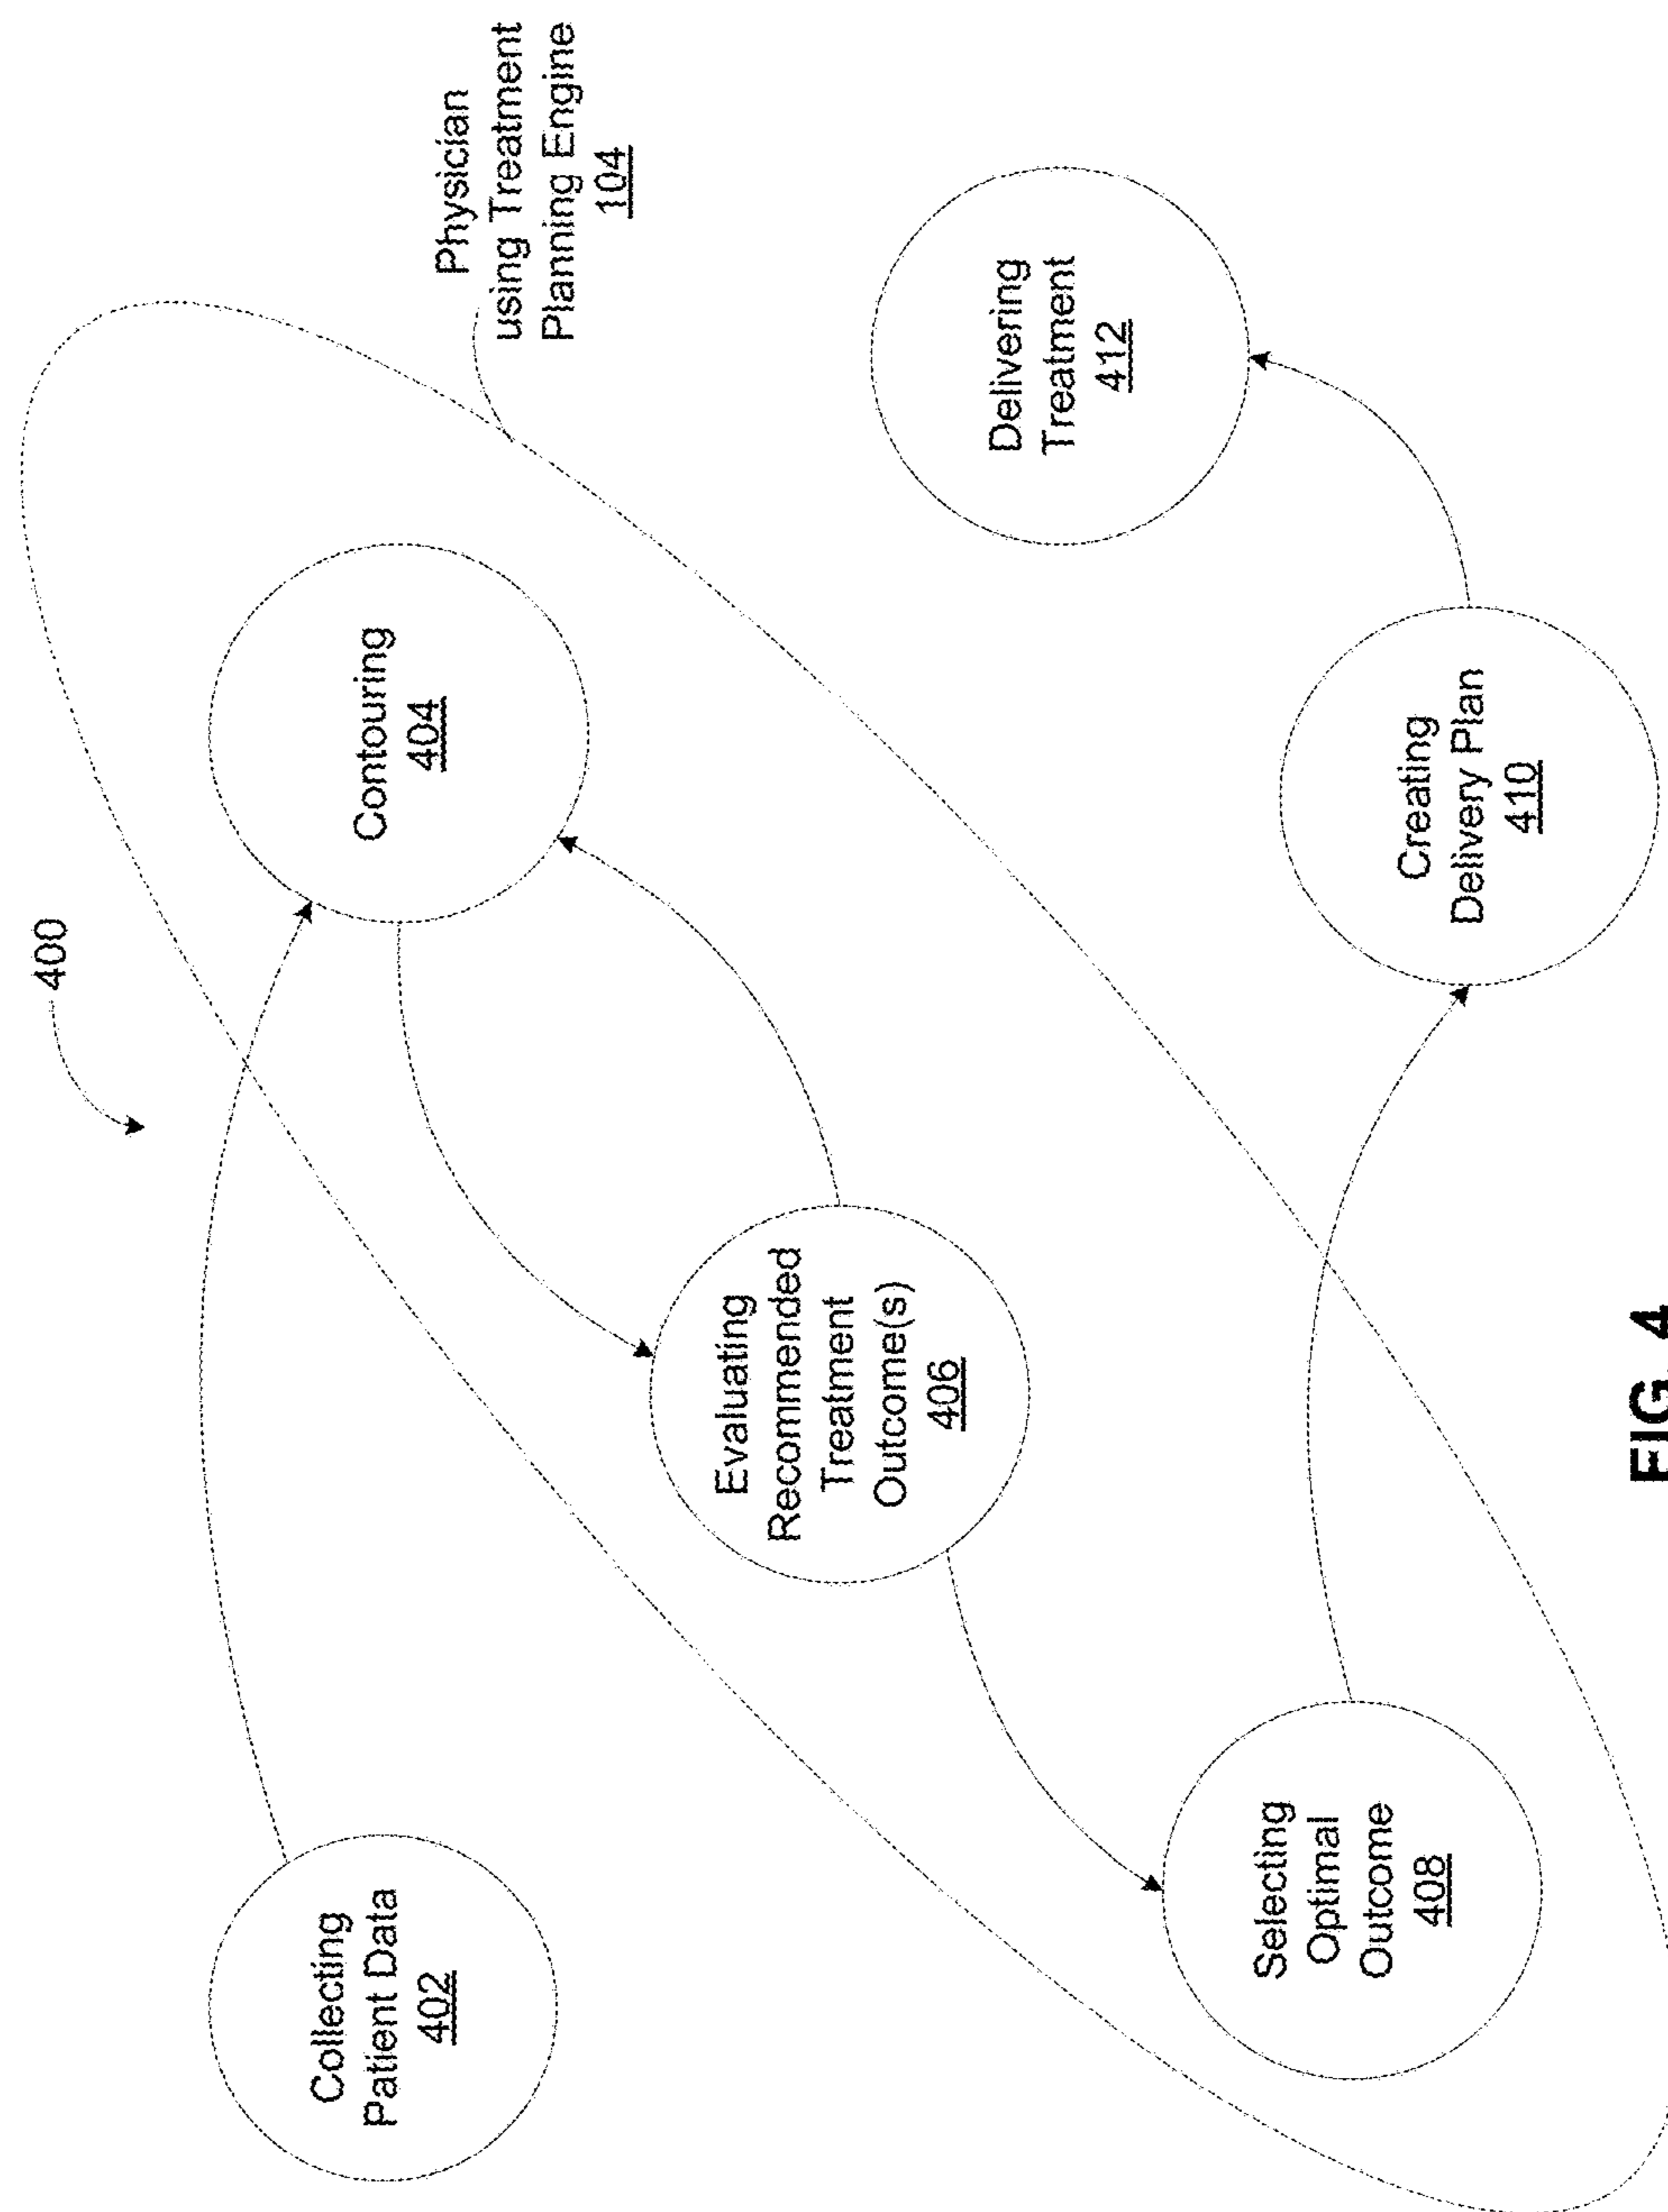 400
Physician
using Treatment
Planning Engine
104
Collecting
Patient Data
402
Contouring
404
Evaluating
Recommended
Treatment
Outcome(s)
406
Delivering
Treatment
412
Selecting
Optimal
Outcome
408
Creating
Delivery Plan
410
FIG. 4